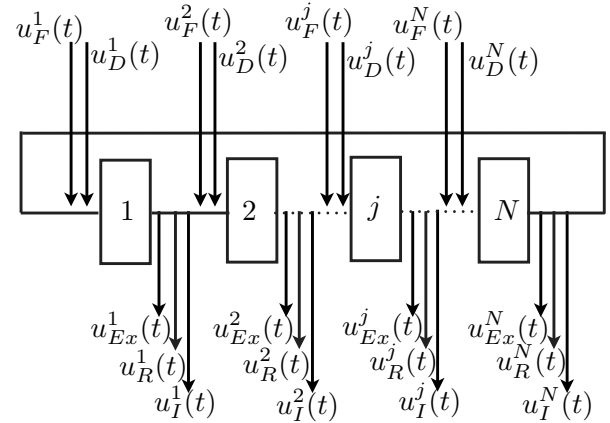 u_F^1(t) u_F^2(t) u_F^j(t) u_F^N(t)
u_D^1(t) u_D^2(t) u_D^j(t) u_D^N(t)
1 2 j N
u_{Ex}^1(t) u_{Ex}^2(t) u_{Ex}^j(t) u_{Ex}^N(t)
u_R^1(t) u_R^2(t) u_R^j(t) u_R^N(t)
u_I^1(t) u_I^2(t) u_I^j(t) u_I^N(t)